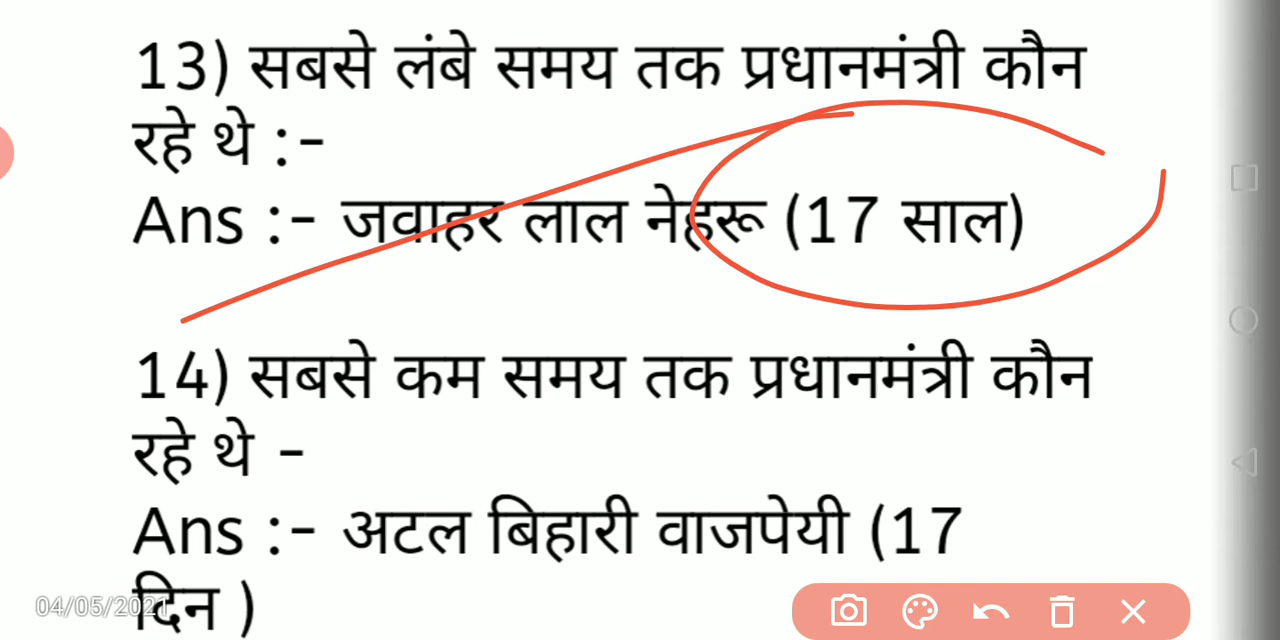 13) सबसे लंबे समय तक प्रधानमंत्री कौन
रहे थे :-
Ans :- जवाहर लाल नेहरू (17 साल)
14) सबसे कम समय तक प्रधानमंत्री कौन
रहे थे -
Ans :- अटल बिहारी वाजपेयी (17
दिन )
04/05/2021